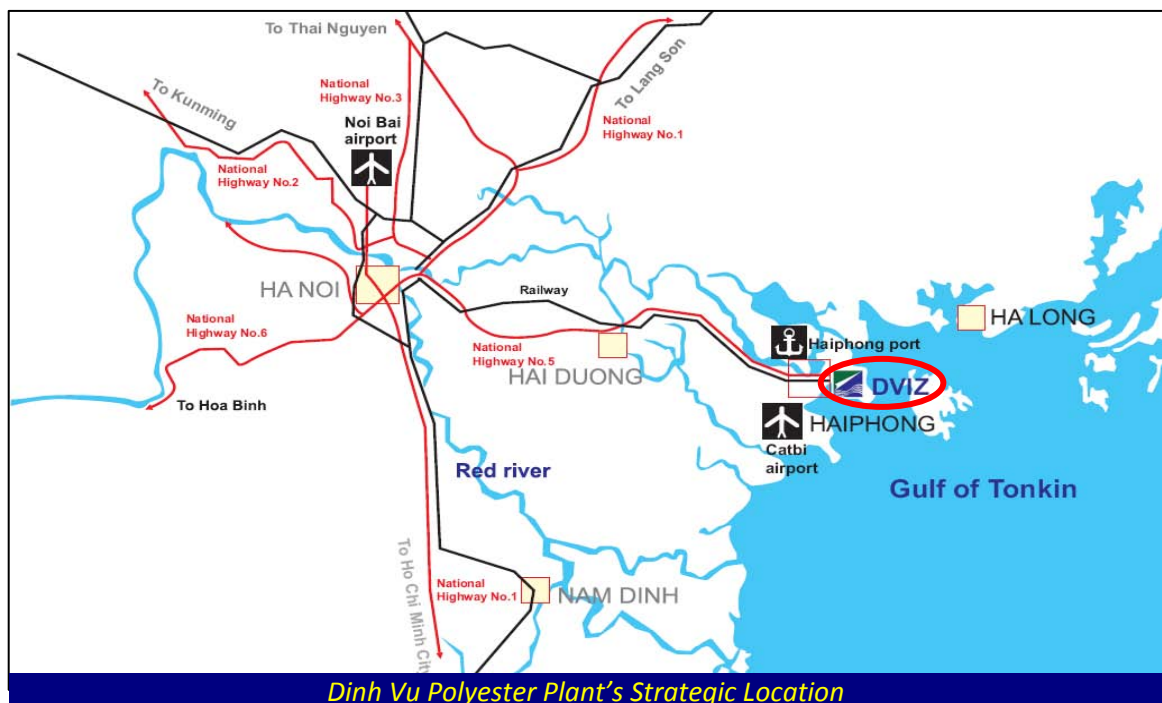 To Thai Nguyen
To Lang Son
To Kunming
National
Highway No.3
National
Highway No.1
Noi Bai
airport
National
Highway No.2
HA NOI
Railway
HA LONG
National
Highway No.6
National
Highway No.5
Haiphong port
HAI DUONG
DVIZ
To Hoa Binh
HAIPHONG
Catbi
airport
Red river
Gulf of Tonkin
To Ho Chi Minh City
National
Highway No.1
NAM DINH
Dinh Vu Polyester Plant's Strategic Location